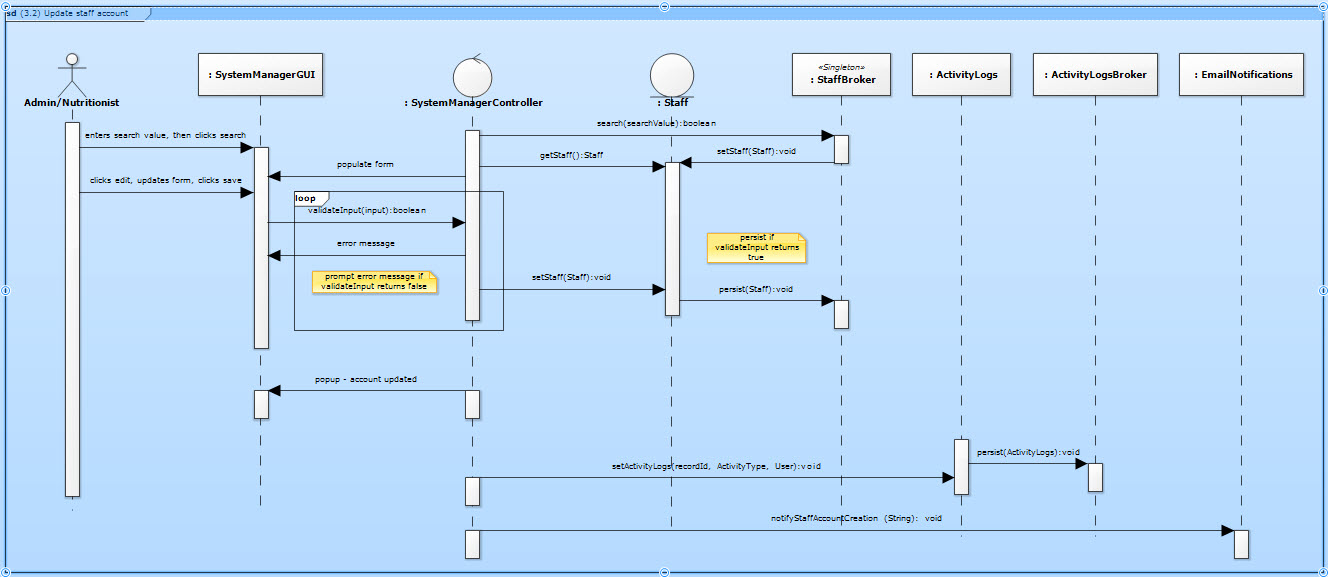 sd (3.2) Update staff account
Admin/Nutritionist
: SystemManagerGUI
: SystemManagerController
: Staff
«Singleton»
: StaffBroker
: ActivityLogs
: ActivityLogsBroker
: EmailNotifications
search(searchValue):boolean
enters search value, then clicks search
setStaff(Staff):void
getStaff():Staff
populate form
clicks edit, updates form, clicks save
loop
validateInput(input):boolean
error message
persist if
validateInput returns
true
prompt error message if
validateInput returns false
setStaff(Staff):void
persist(Staff):void
popup - account updated
persist(ActivityLogs):void
setActivityLogs(recordId, ActivityType, User):void
notifyStaffAccountCreation (String): void